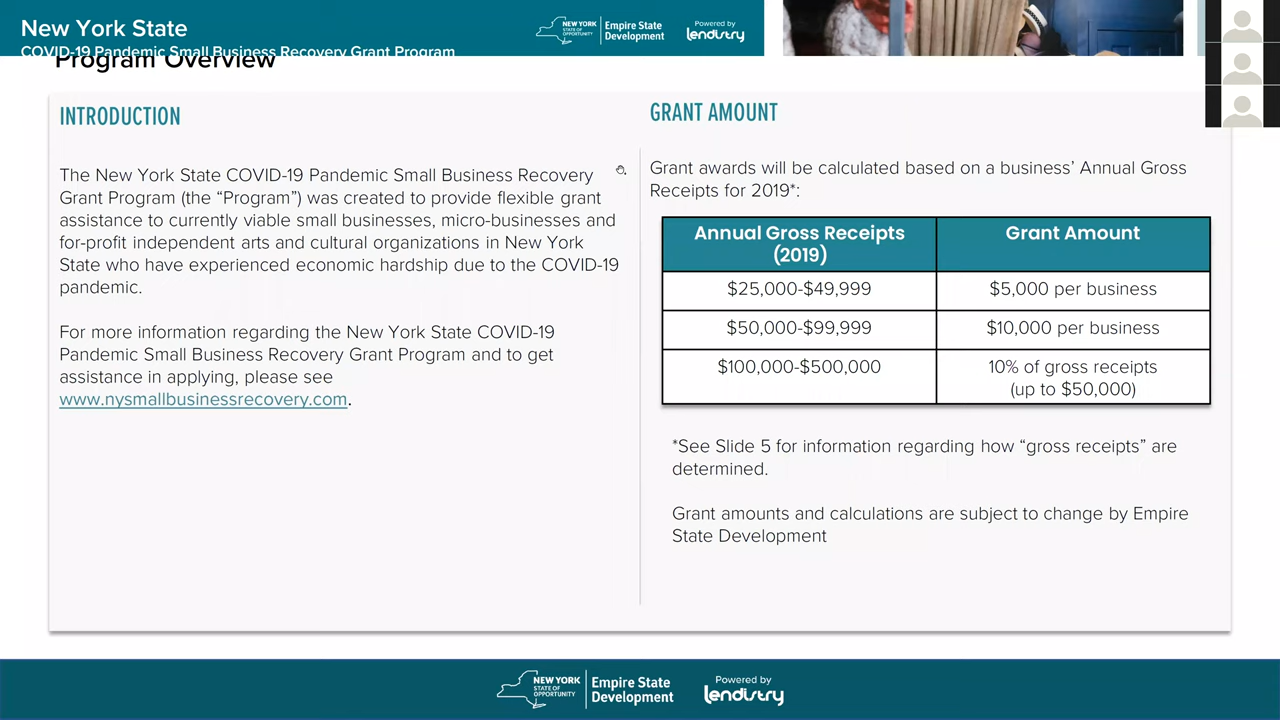 New York State
COVID-19 Pandemic Small Business Recovery Grant Program
NEW YORK
STATE OF
OPPORTUNITY
Empire State
Development
Powered by
lendistry
Program Overview
INTRODUCTION
The New York State COVID-19 Pandemic Small Business Recovery
Grant Program (the “Program”) was created to provide flexible grant
assistance to currently viable small businesses, micro-businesses and
for-profit independent arts and cultural organizations in New York
State who have experienced economic hardship due to the COVID-19
pandemic.
For more information regarding the New York State COVID-19
Pandemic Small Business Recovery Grant Program and to get
assistance in applying, please see
www.nysmallbusinessrecovery.com.
GRANT AMOUNT
Grant awards will be calculated based on a business’ Annual Gross
Receipts for 2019*:
Annual Gross Receipts
(2019)
Grant Amount
$25,000-$49,999
$5,000 per business
$50,000-$99,999
$10,000 per business
$100,000-$500,000
10% of gross receipts
(up to $50,000)
*See Slide 5 for information regarding how “gross receipts” are
determined.
Grant amounts and calculations are subject to change by Empire
State Development
NEW YORK
STATE OF
OPPORTUNITY
Empire State
Development
Powered by
lendistry